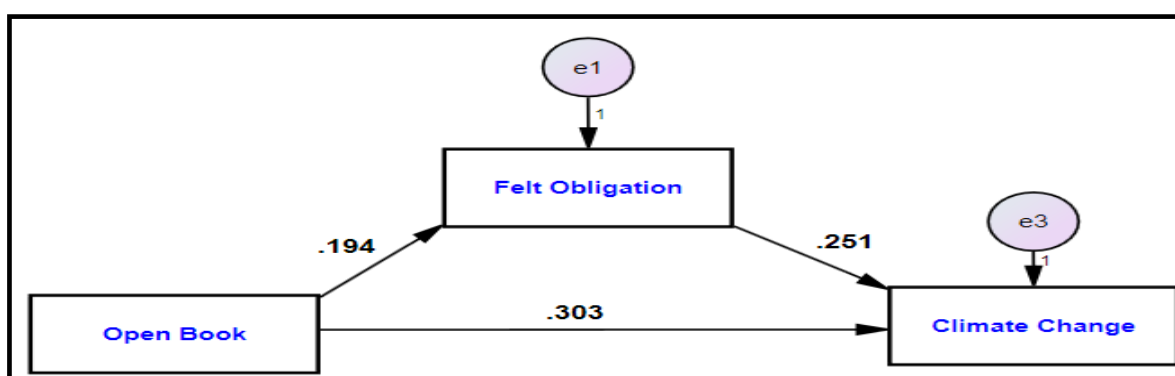 e1
1
Felt Obligation
e3
.194
.251
1
.303
Open Book
Climate Change